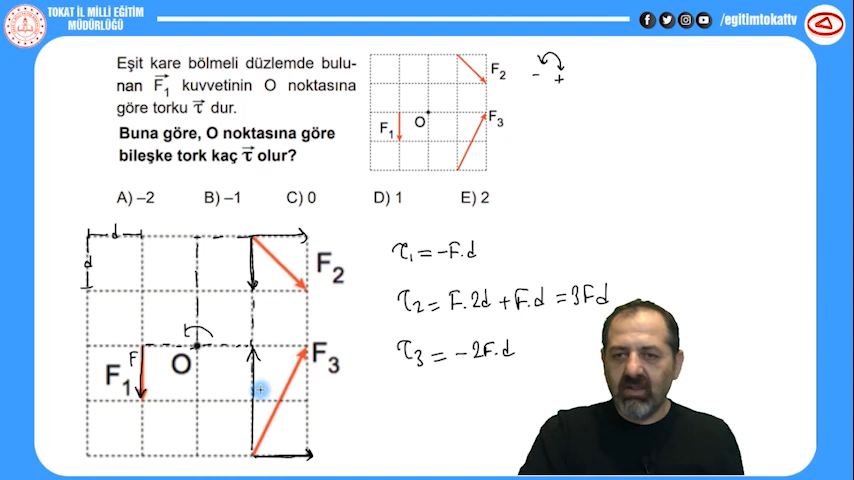 TOKAT İL MİLLİ EĞİTİM
MÜDÜRLÜĞÜ
/egitimtokattv
Eşit kare bölmeli düzlemde bulu-
nan F₁ kuvvetinin O noktasına
göre torku τ dur.
Buna göre, O noktasına göre
bileşke tork kaç τ olur?
F₂
F₃
F₁
O
- +
A) –2 B) –1 C) 0 D) 1 E) 2
d
d
F₂
F
O
F₃
F₁
τ₁ = -F.d
τ₂ = F.2d + F.d = 3Fd
τ₃ = -2F.d